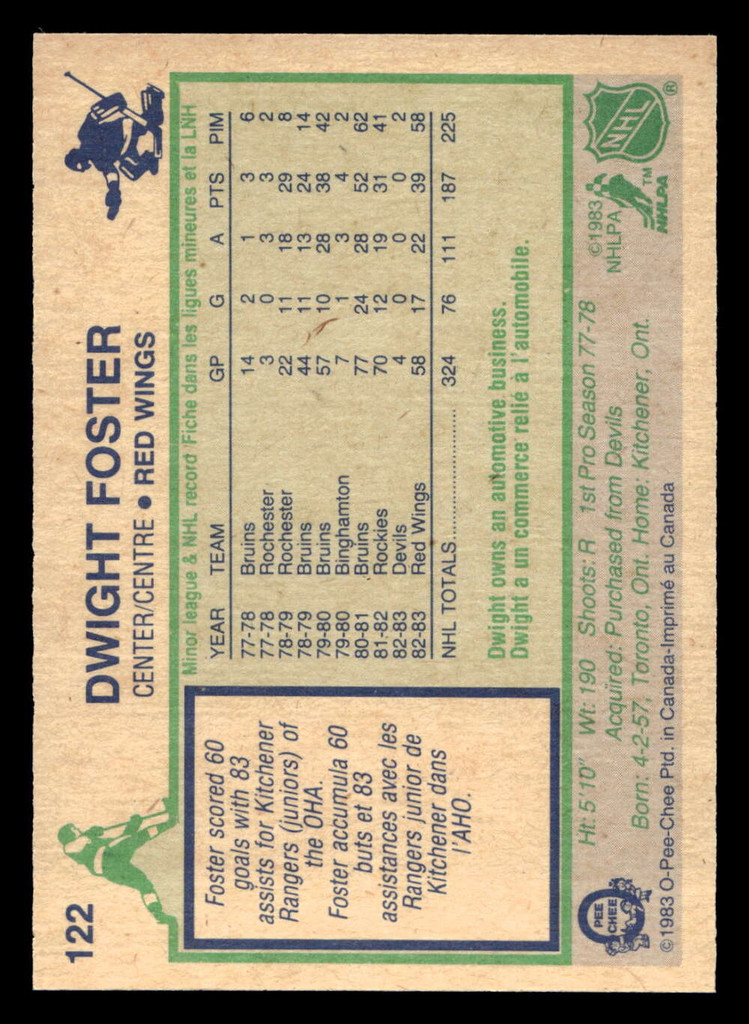 122
DWIGHT FOSTER
CENTER/CENTRE • RED WINGS
Foster scored 60
goals with 83
assists for Kitchener
Rangers (juniors) of
the OHA.
Foster accumula 60
buts et 83
assistances avec les
Rangers junior de
Kitchener dans
l'AHO.
Minor league & NHL record Fiche dans les ligues mineures et la LNH
YEAR TEAM GP G A PTS PIM
77-78 Bruins 14 2 1 3 6
77-78 Rochester 3 0 3 3 2
78-79 Rochester 22 11 18 29 8
78-79 Bruins 44 11 13 24 14
79-80 Bruins 57 10 28 38 42
79-80 Binghamton 7 1 3 4 2
80-81 Bruins 77 24 28 52 62
81-82 Rockies 70 12 19 31 41
82-83 Devils 4 0 0 0 2
82-83 Red Wings 58 17 22 39 58
NHL TOTALS 324 76 111 187 225
Dwight owns an automotive business.
Dwight a un commerce relié à l'automobile.
PEE
CHEE
Ht: 5'10" Wt: 190 Shoots: R 1st Pro Season 77-78
Acquired: Purchased from Devils
Born: 4-2-57, Toronto, Ont. Home: Kitchener, Ont.
©1983 O-Pee-Chee Ptd. in Canada-Imprimé au Canada
©1983
NHLPA
NHLPA
TM
NHL
®